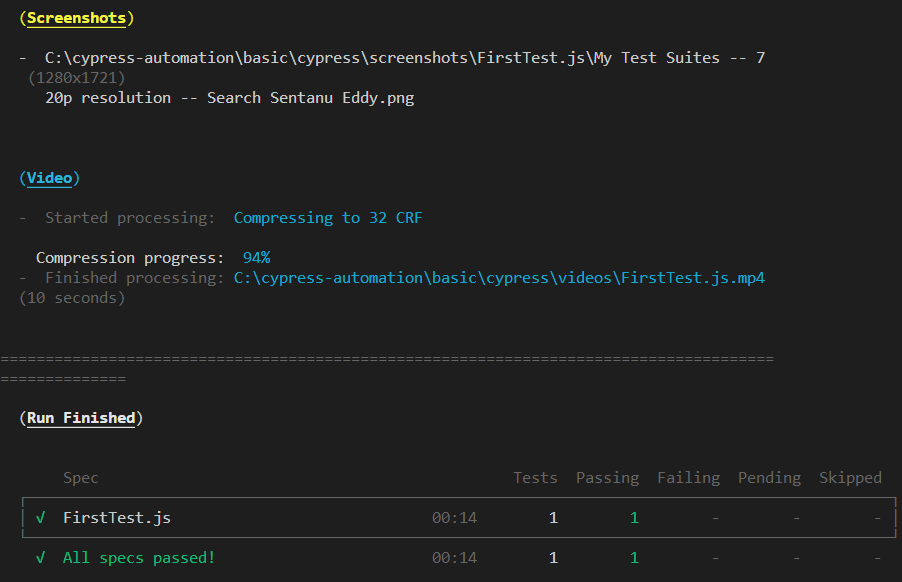 (Screenshots)
-  C:\cypress-automation\basic\cypress\screenshots\FirstTest.js\My Test Suites -- 7
(1280x1721)
20p resolution -- Search Sentanu Eddy.png
(Video)
-  Started processing:  Compressing to 32 CRF
Compression progress:  94%
-  Finished processing: C:\cypress-automation\basic\cypress\videos\FirstTest.js.mp4
(10 seconds)
======================================================================================
==============
(Run Finished)
Spec Tests Passing Failing Pending Skipped
√ FirstTest.js 00:14 1 1 - - -
√ All specs passed! 00:14 1 1 - - -